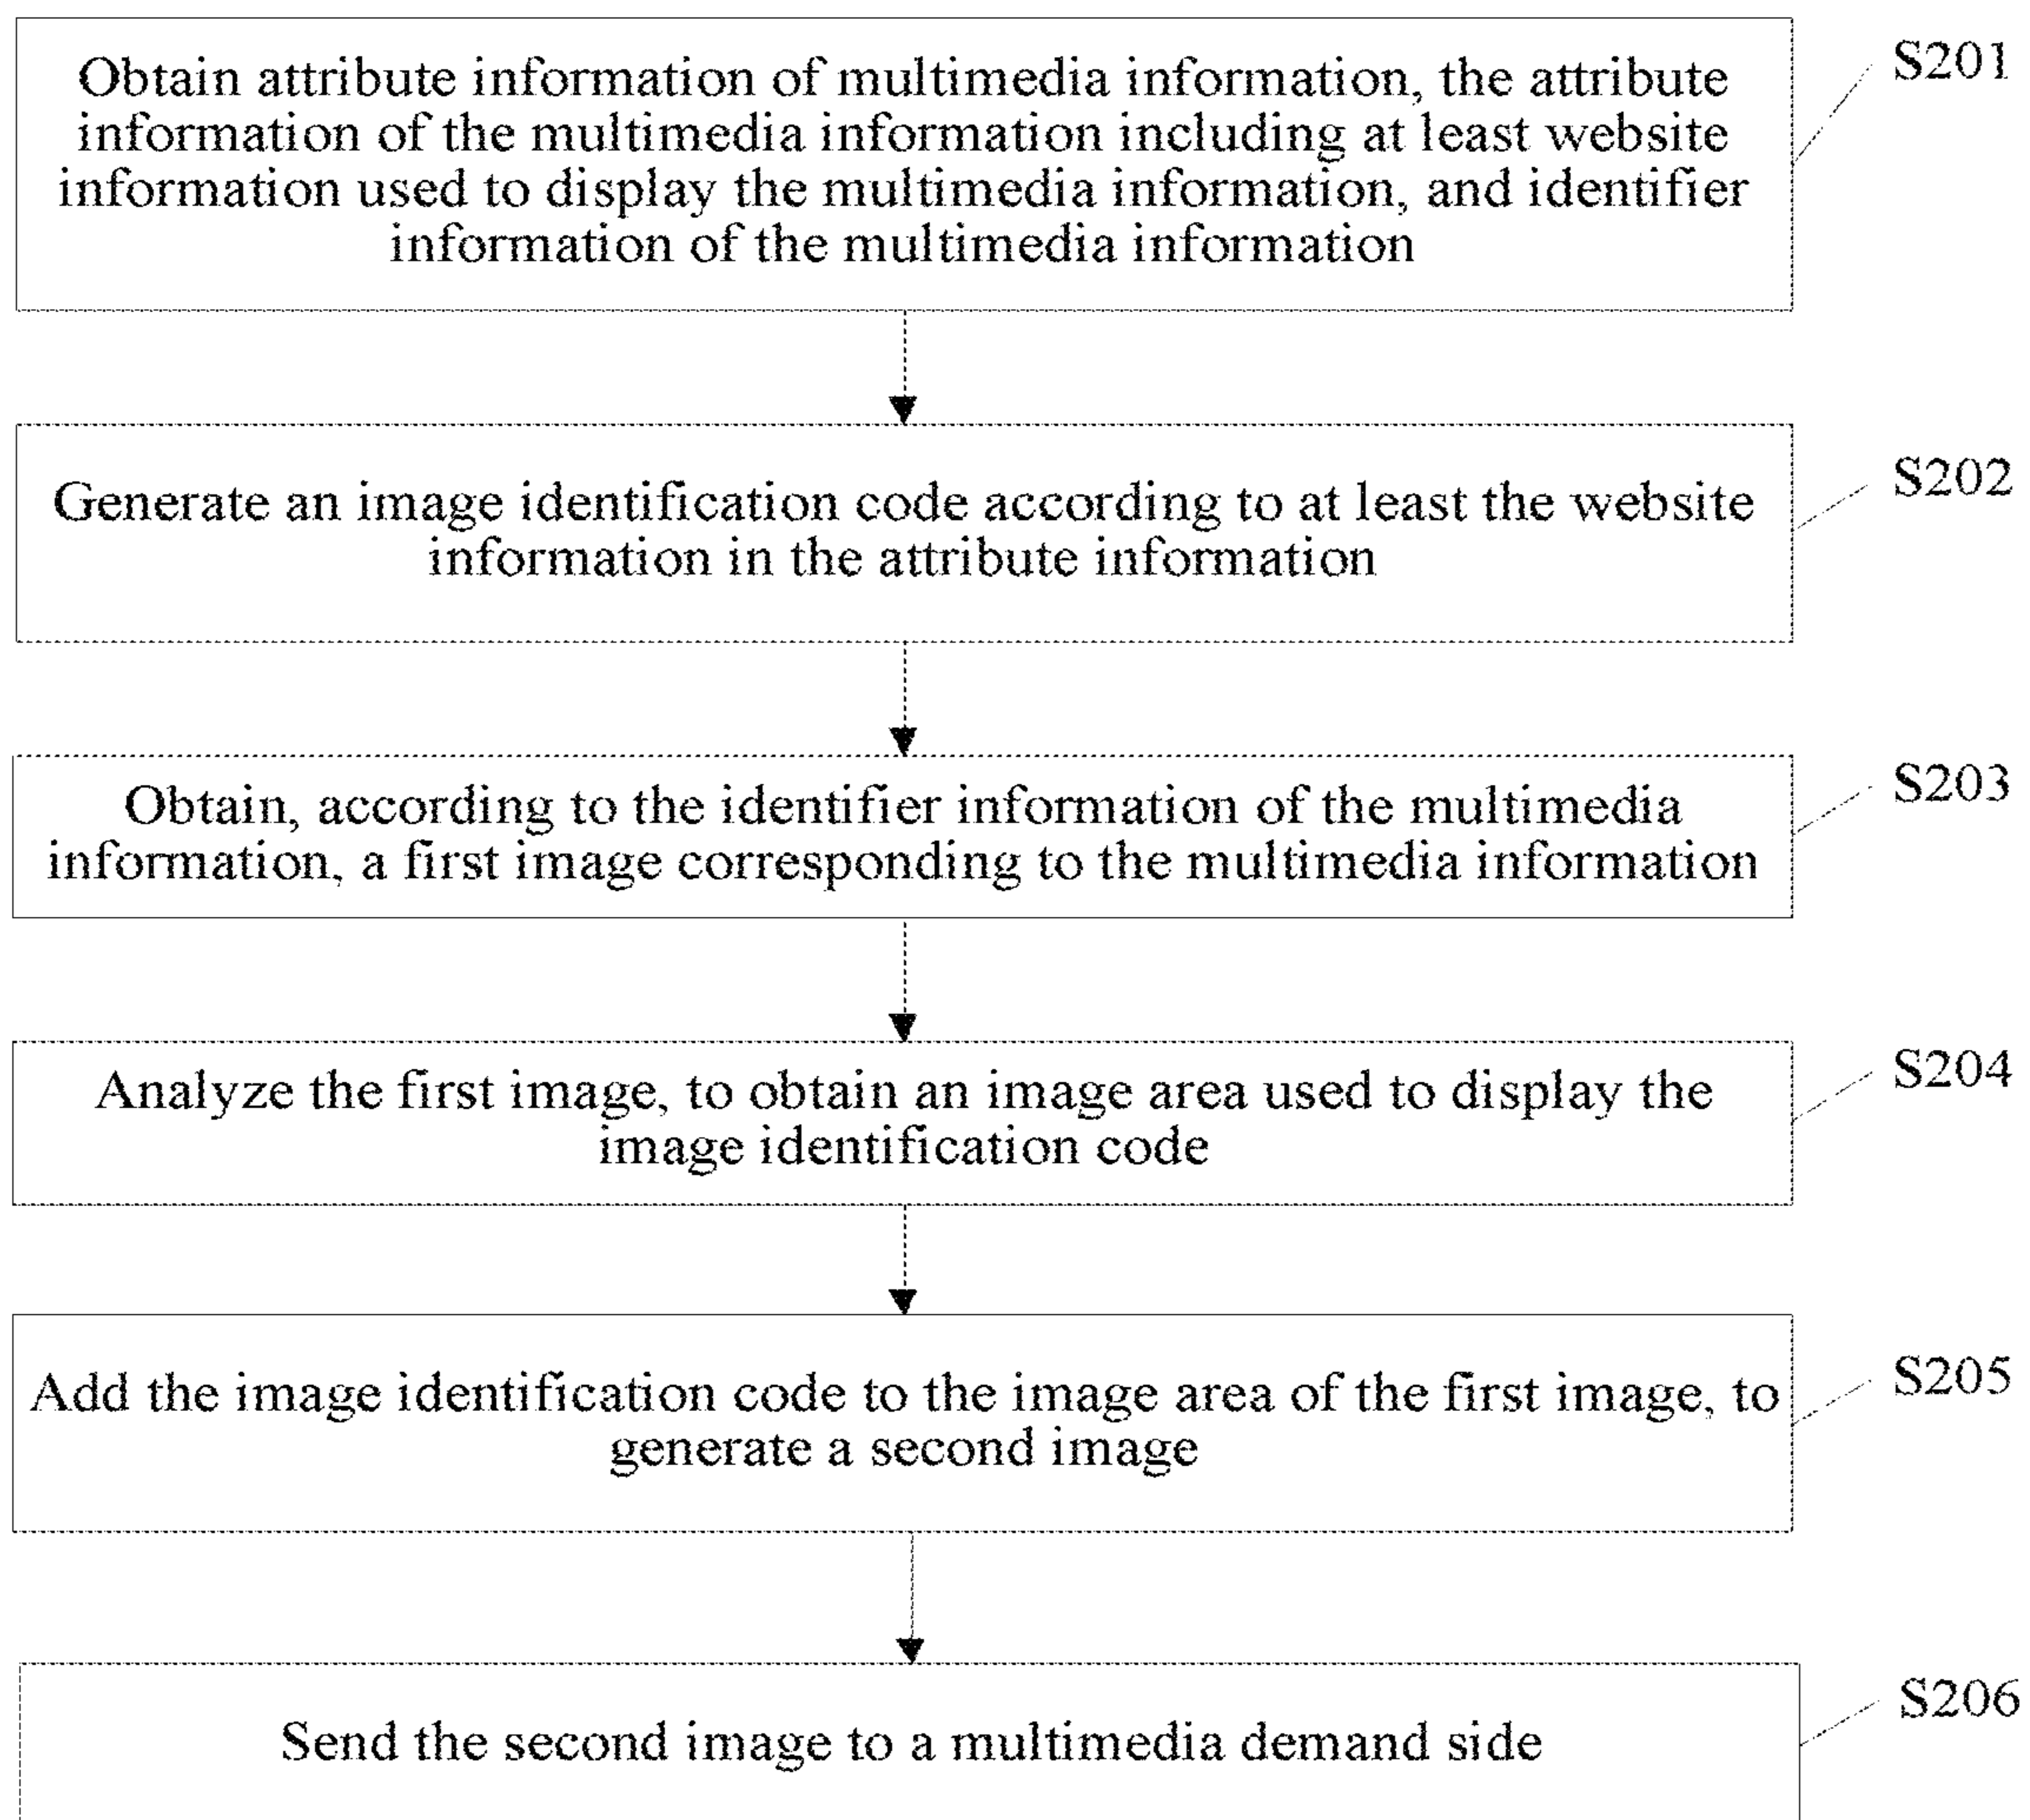 Obtain attribute information of multimedia information, the attribute
information of the multimedia information including at least website
information used to display the multimedia information, and identifier
information of the multimedia information
S201
Generate an image identification code according to at least the website
information in the attribute information
S202
Obtain, according to the identifier information of the multimedia
information, a first image corresponding to the multimedia information
S203
Analyze the first image, to obtain an image area used to display the
image identification code
S204
Add the image identification code to the image area of the first image, to
generate a second image
S205
Send the second image to a multimedia demand side
S206